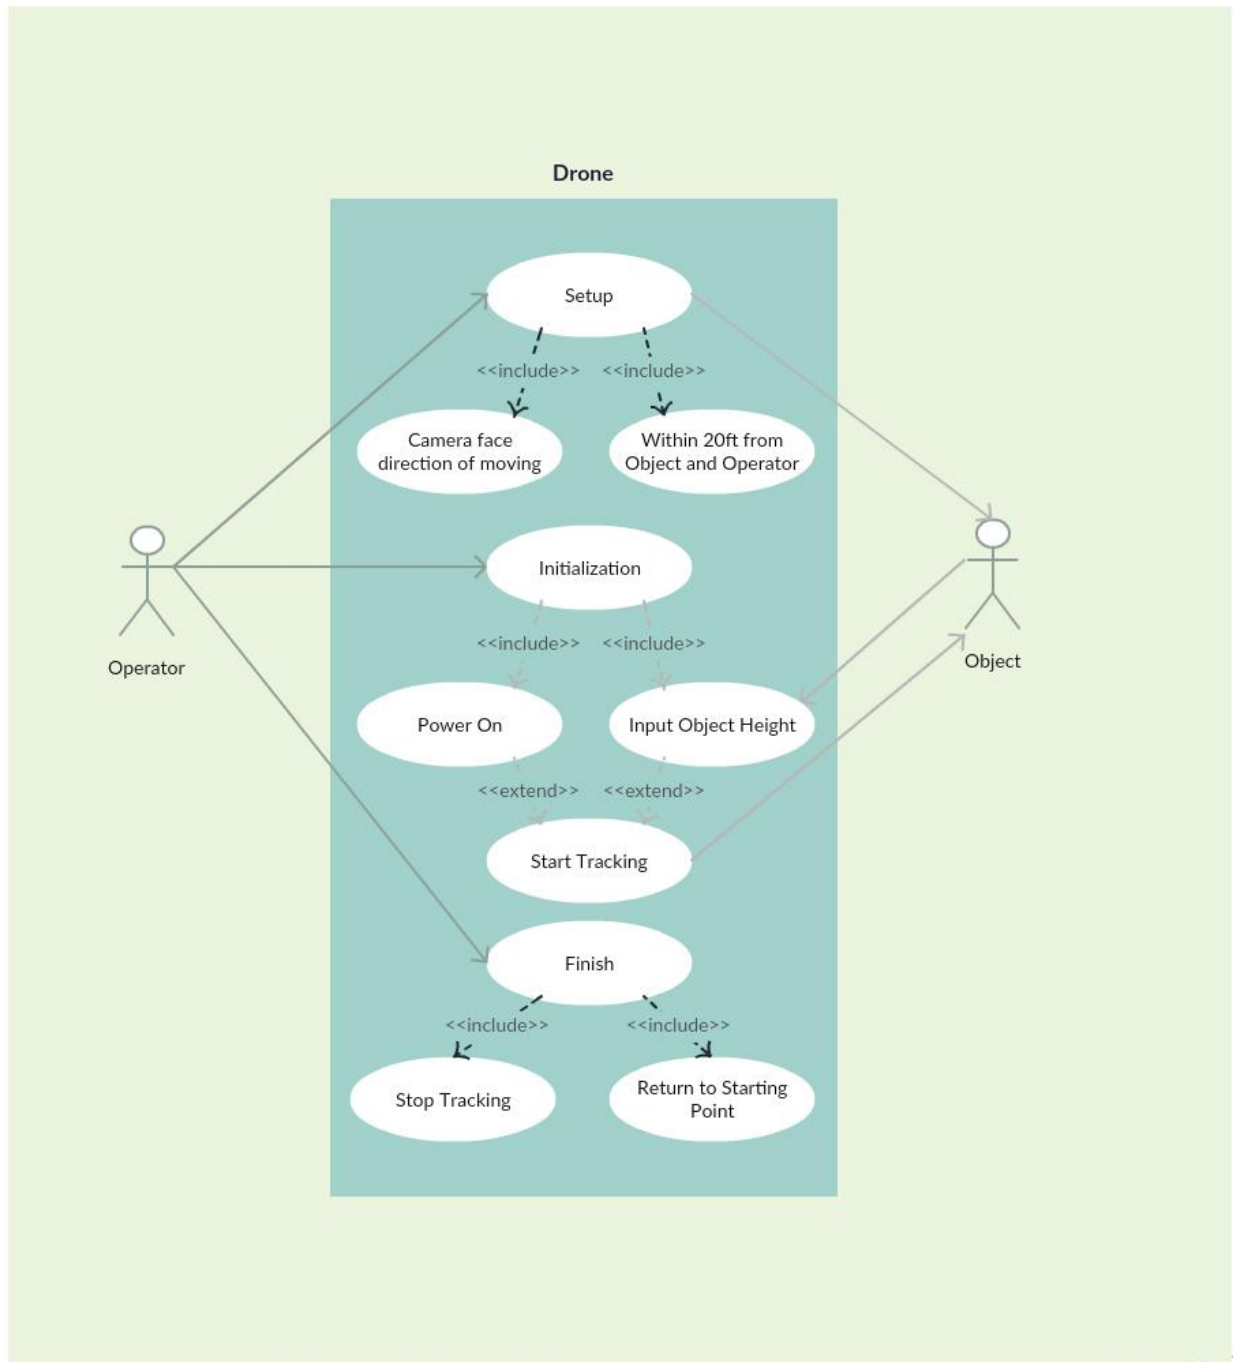 Drone
Setup
<<include>> <<include>>
Camera face
direction of moving
Within 20ft from
Object and Operator
Initialization
Operator
Object
<<include>> <<include>>
Power On
Input Object Height
<<extend>> <<extend>>
Start Tracking
Finish
<<include>> <<include>>
Stop Tracking
Return to Starting
Point